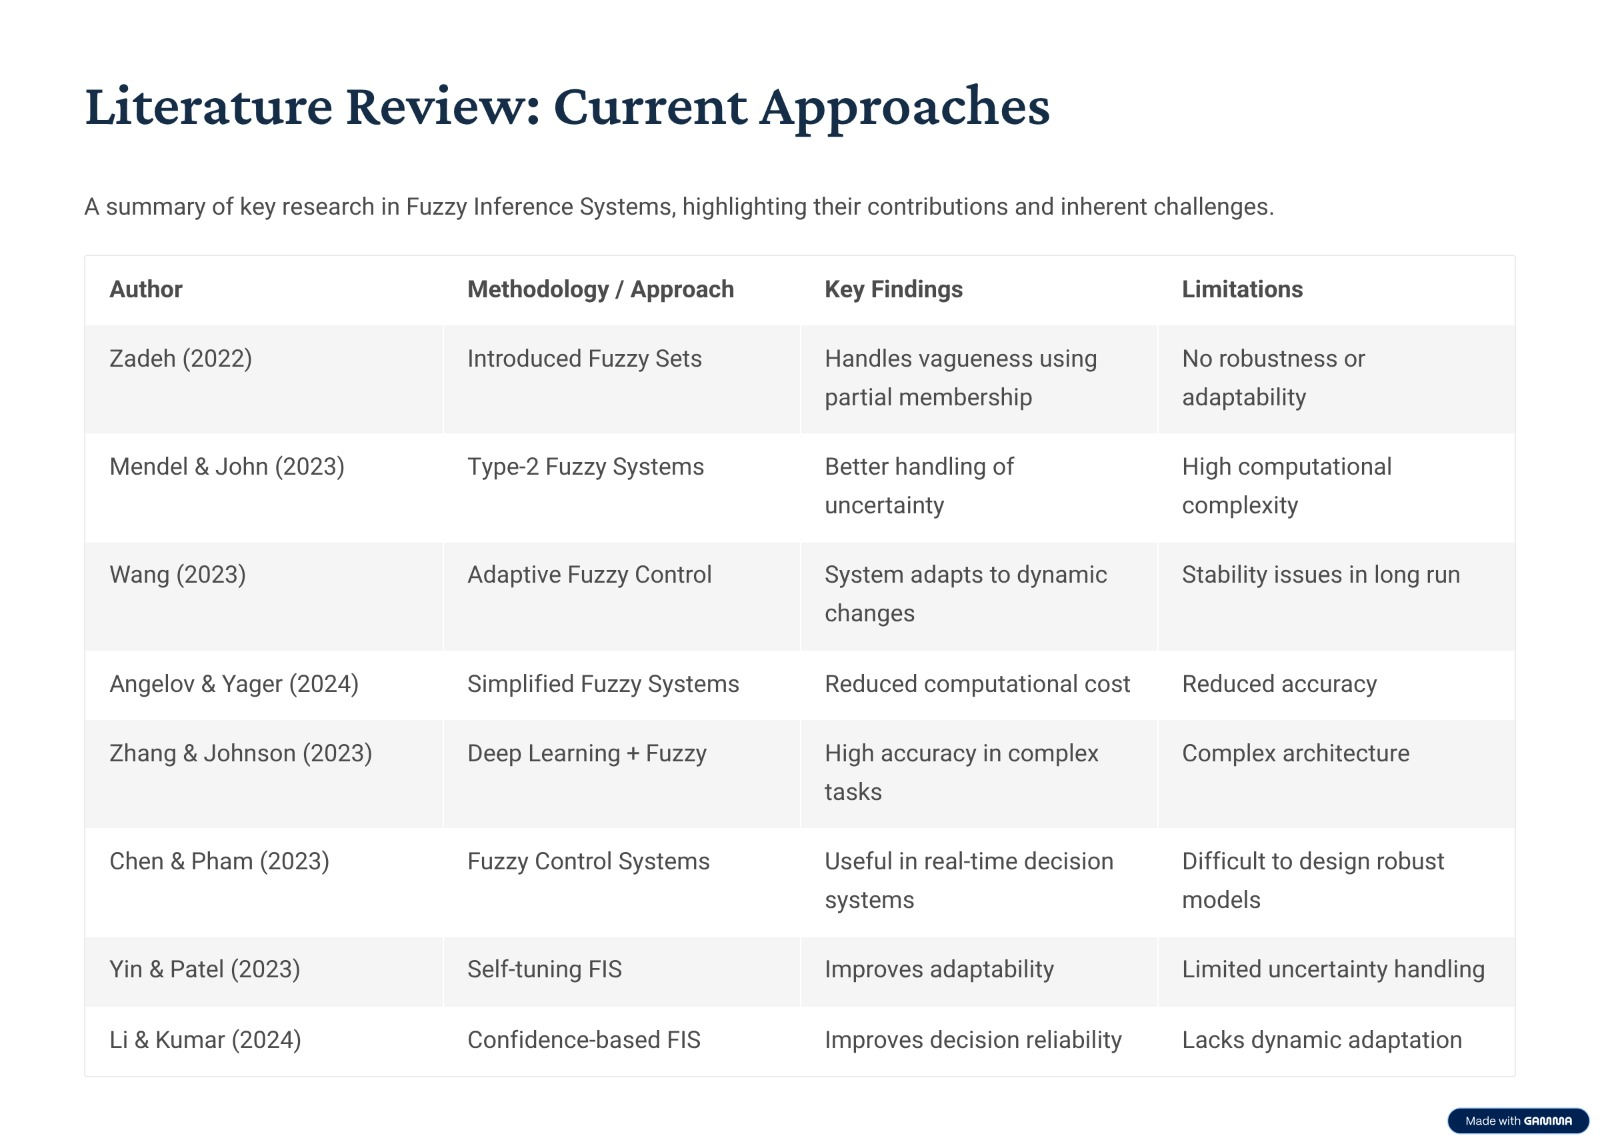 Literature Review: Current Approaches
A summary of key research in Fuzzy Inference Systems, highlighting their contributions and inherent challenges.
Author Methodology / Approach Key Findings Limitations
Zadeh (2022) Introduced Fuzzy Sets Handles vagueness using No robustness or
partial membership adaptability
Mendel & John (2023) Type-2 Fuzzy Systems Better handling of High computational
uncertainty complexity
Wang (2023) Adaptive Fuzzy Control System adapts to dynamic Stability issues in long run
changes
Angelov & Yager (2024) Simplified Fuzzy Systems Reduced computational cost Reduced accuracy
Zhang & Johnson (2023) Deep Learning + Fuzzy High accuracy in complex Complex architecture
tasks
Chen & Pham (2023) Fuzzy Control Systems Useful in real-time decision Difficult to design robust
systems models
Yin & Patel (2023) Self-tuning FIS Improves adaptability Limited uncertainty handling
Li & Kumar (2024) Confidence-based FIS Improves decision reliability Lacks dynamic adaptation
Made with GAMMA